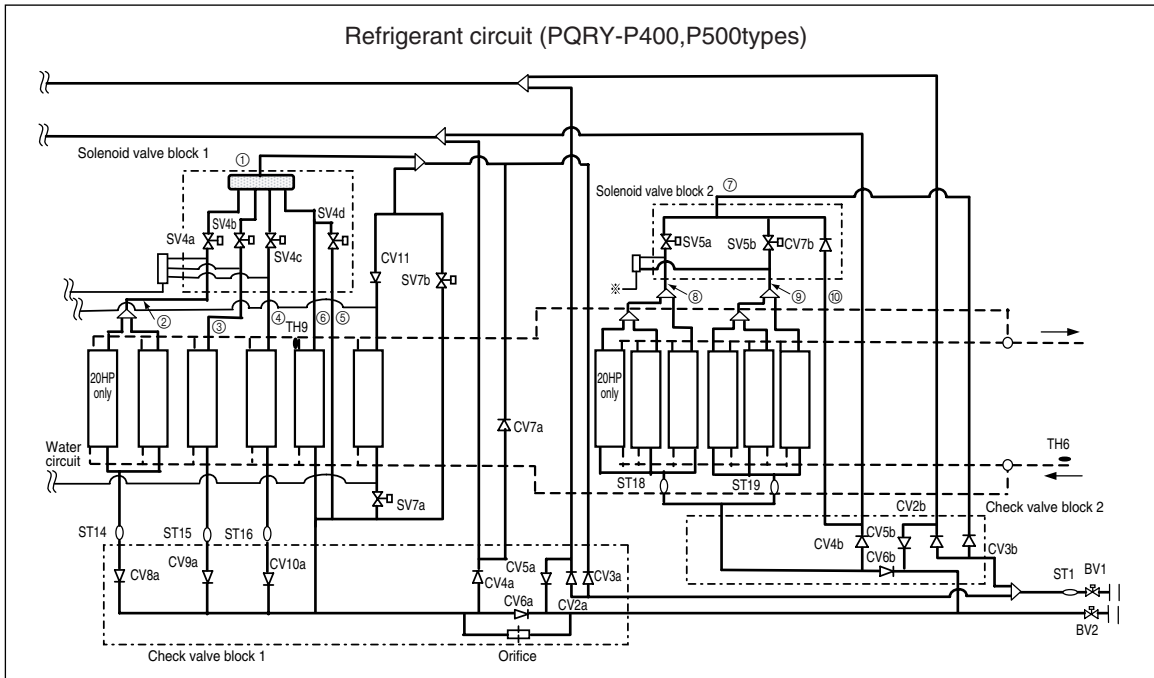 Refrigerant circuit (PQRY-P400,P500types)
Solenoid valve block 1
①
Solenoid valve block 2
⑦
SV4a
SV4b
SV4d
SV4c
CV11
SV7b
SV5a
SV5b
CV7b
※
②
③
④
⑥
⑤
TH9
⑧
⑨
⑩
20HP
only
20HP
only
Water
circuit
CV7a
TH6
SV7a
ST18
ST19
ST14
ST15
ST16
CV2b
Check valve block 2
CV8a
CV9a
CV10a
CV4a
CV5a
CV3a
CV6a
CV2a
CV4b
CV5b
CV6b
CV3b
ST1
BV1
BV2
Check valve block 1
Orifice